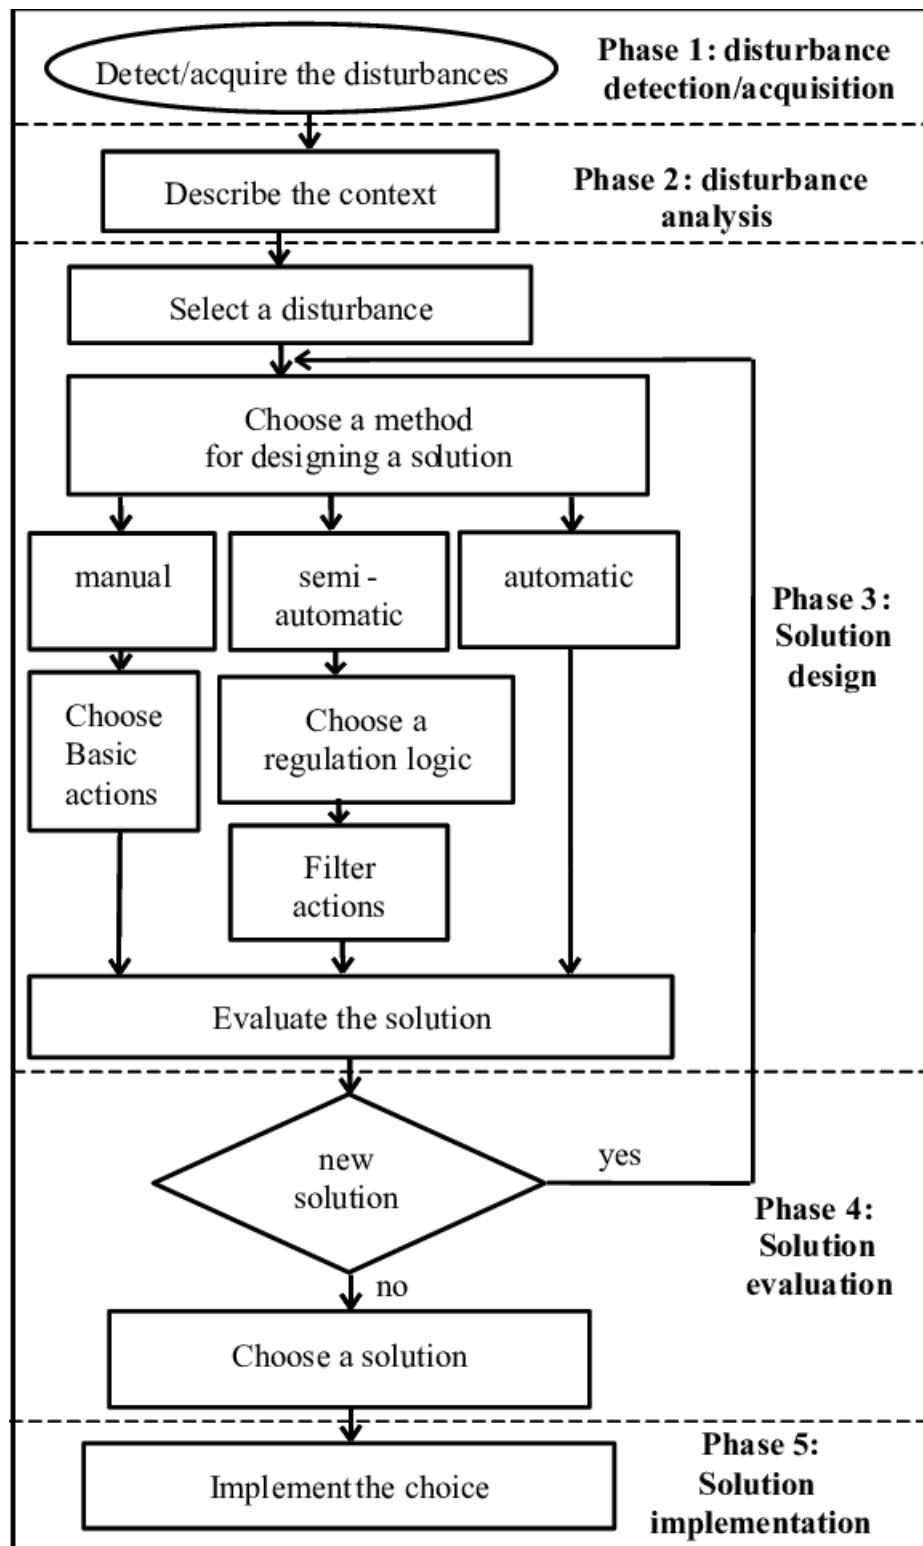 Detect/acquire the disturbances
Phase 1: disturbance
detection/acquisition
Describe the context
Phase 2: disturbance
analysis
Select a disturbance
Choose a method
for designing a solution
manual
semi-
automatic
automatic
Phase 3:
Solution
design
Choose
Basic
actions
Choose a
regulation logic
Filter
actions
Evaluate the solution
new
solution
yes
Phase 4:
Solution
evaluation
no
Choose a solution
Phase 5:
Solution
implementation
Implement the choice